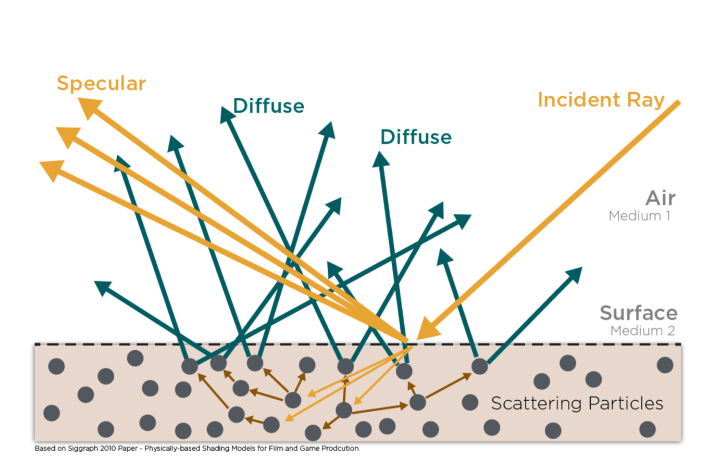 Specular
Diffuse
Incident Ray
Diffuse
Air
Medium 1
Surface
Medium 2
Scattering Particles
Based on Siggraph 2010 Paper - Physically-based Shading Models for Film and Game Prodcution